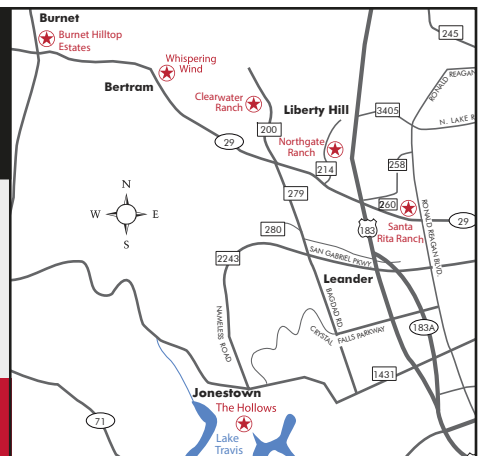 Burnet
Burnet Hilltop
Estates
245
Whispering
Wind
RONALD REAGAN
Bertram
Clearwater
Ranch
Liberty Hill
3405
N. LAKE R
200
29
Northgate
Ranch
258
214
279
260
N
W E
S
Santa
Rita Ranch
29
183
280
RONALD REAGAN BLVD.
2243
SAN GABRIEL PKWY.
Leander
BAGDAD RD.
NAMELESS ROAD
CRYSTAL FALLS PARKWAY
183A
1431
Jonestown
The Hollows
71
Lake
Travis